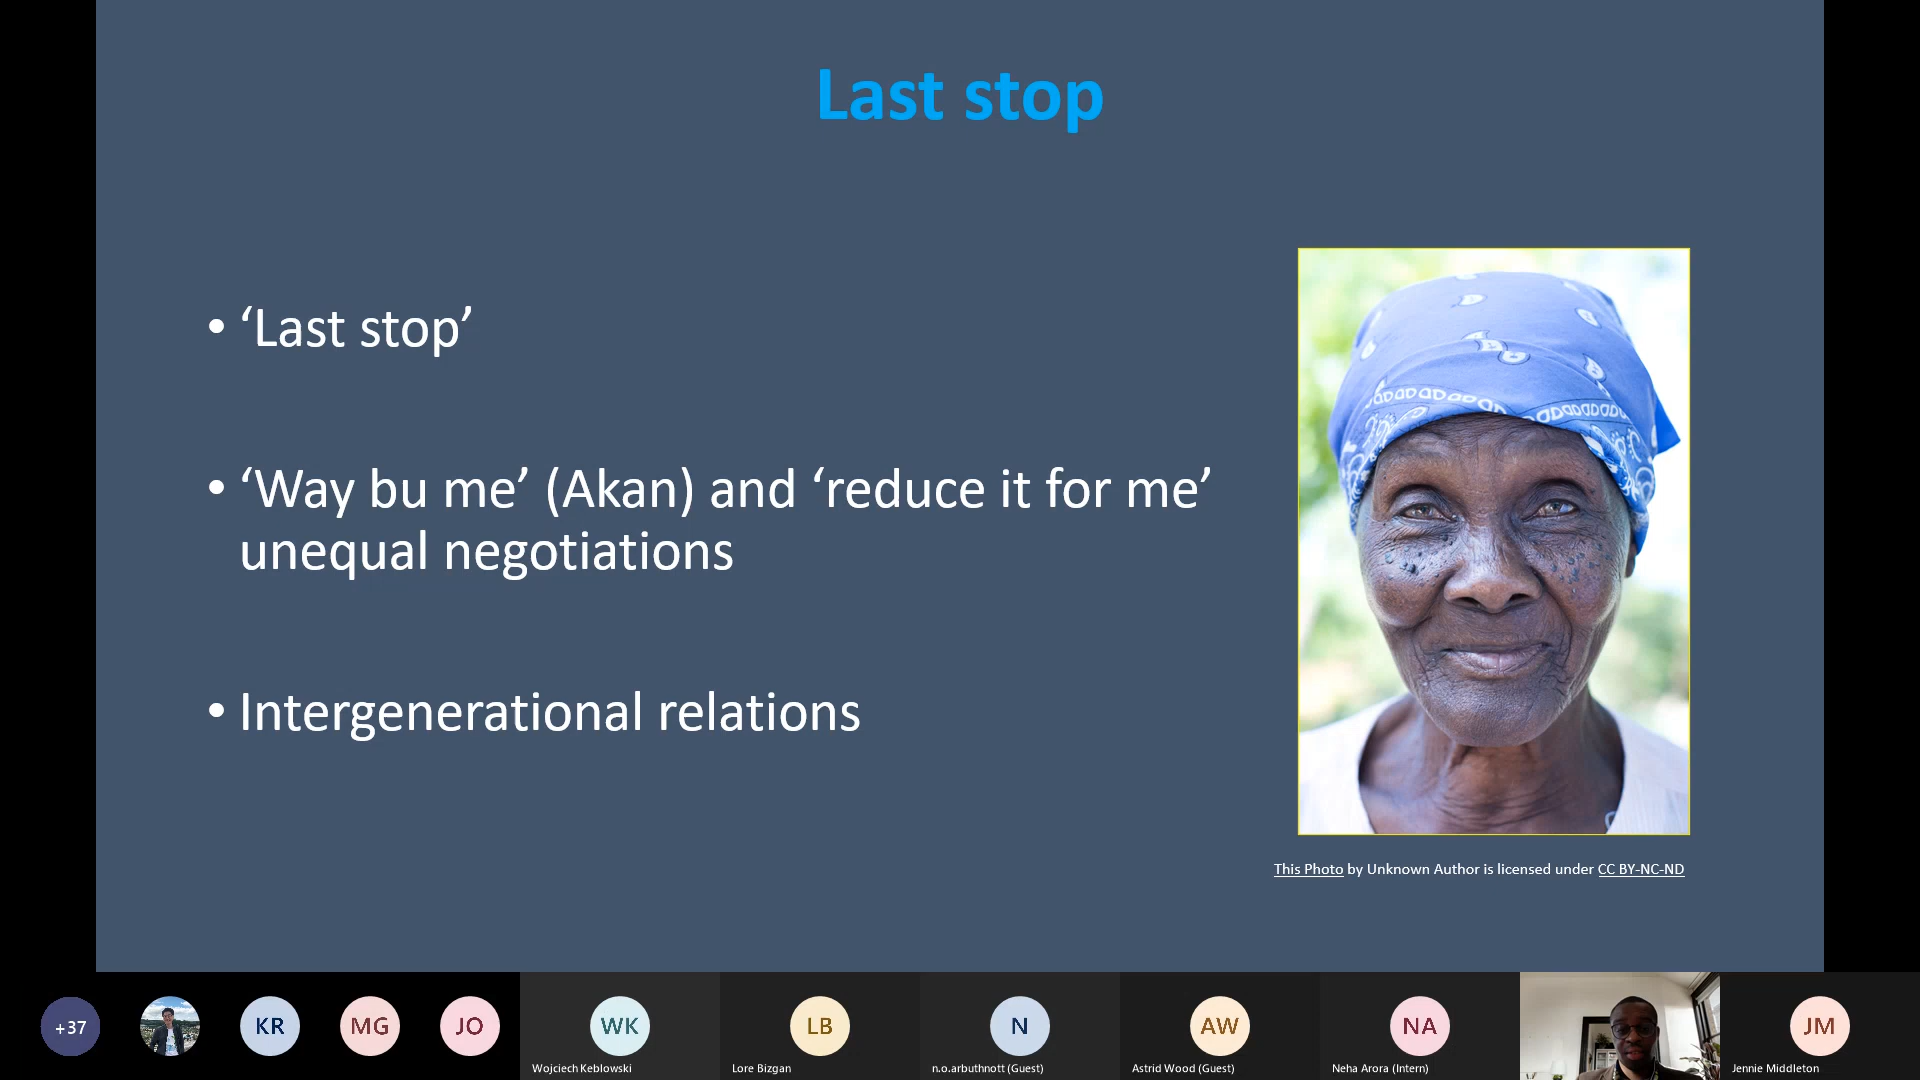 Last stop
• ‘Last stop’
• ‘Way bu me’ (Akan) and ‘reduce it for me’
unequal negotiations
• Intergenerational relations
This Photo by Unknown Author is licensed under CC BY-NC-ND
+37
KR
MG
JO
WK
Wojciech Keblowski
LB
Lore Bizgan
N
n.o.arbuthnott (Guest)
AW
Astrid Wood (Guest)
NA
Neha Arora (Intern)
JM
Jennie Middleton